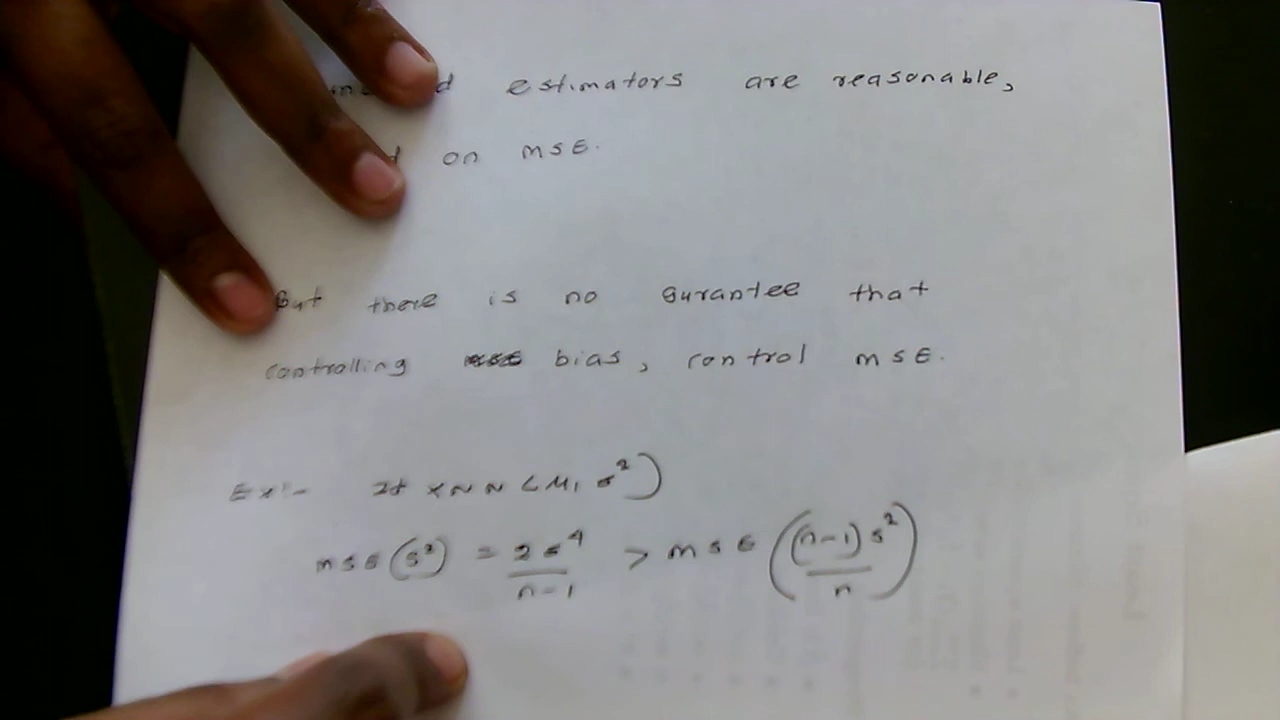 estimators are reasonable,
on MSE.
But there is no gurantee that
controlling bias, control MSE.
Ex:- If X~N(μ, σ²)
MSE(S²) = 2σ⁴/(n-1) > MSE((n-1)S²/n)